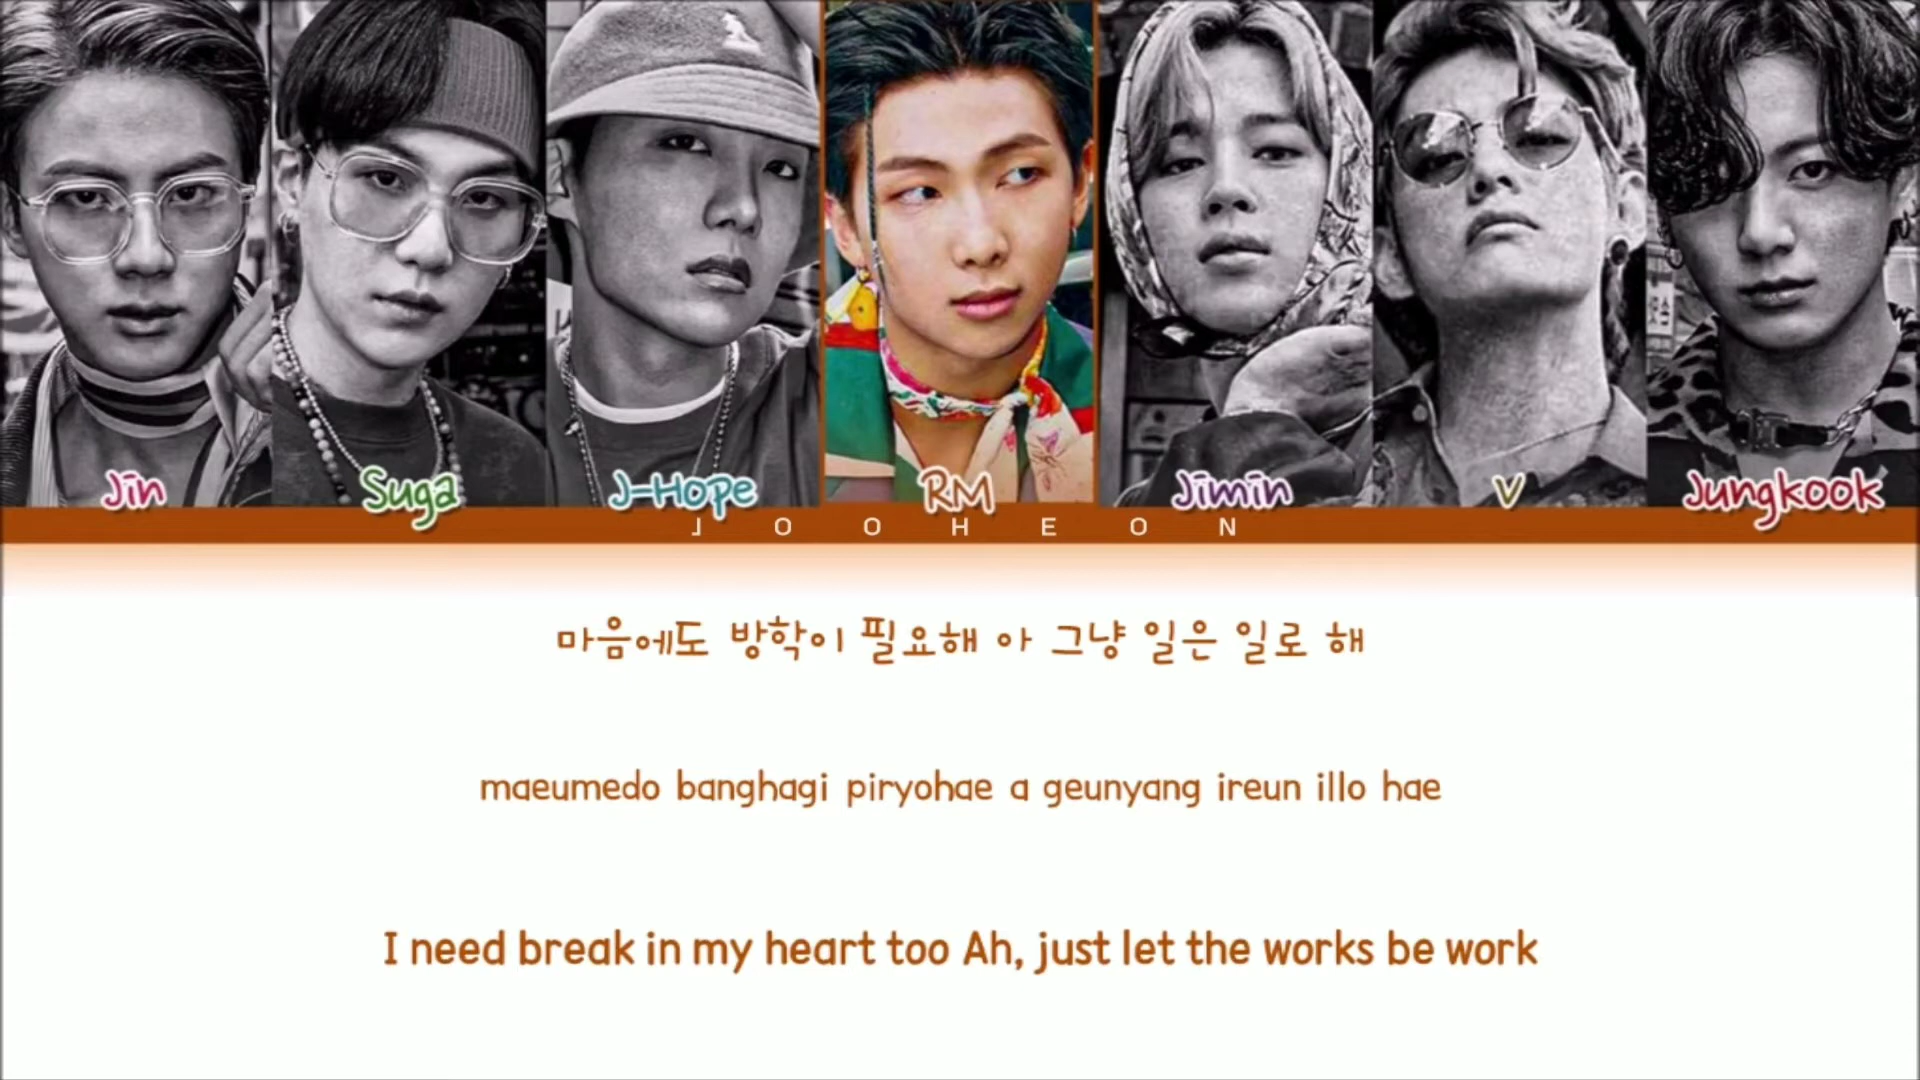 Jin Suga J-Hope RM Jimin V Jungkook
JOOHEON
마음에도 방학이 필요해 아 그냥 일은 일로 해
maeumedo banghagi piryohae a geunyang ireun illo hae
I need break in my heart too Ah, just let the works be work